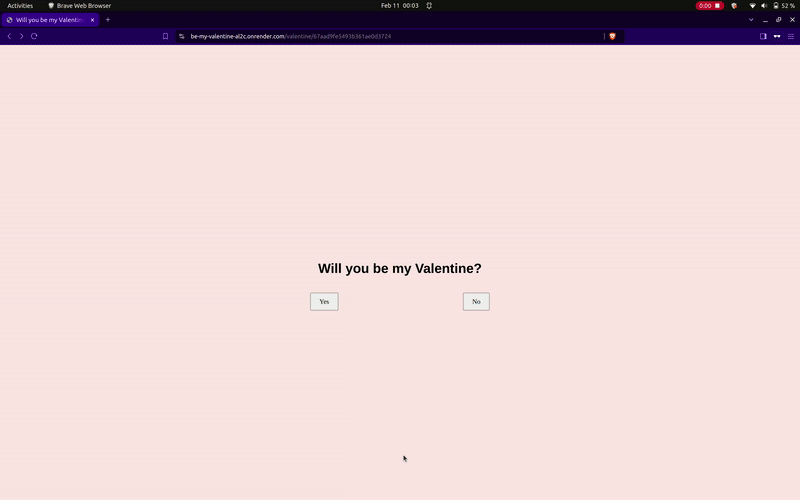 Activities Brave Web Browser Feb 11 00:03 0:00 52 %
Will you be my Valentin
be-my-valentine-al2c.onrender.com/valentine/67aad9fe5493b361ae0d3724
Will you be my Valentine?
Yes No